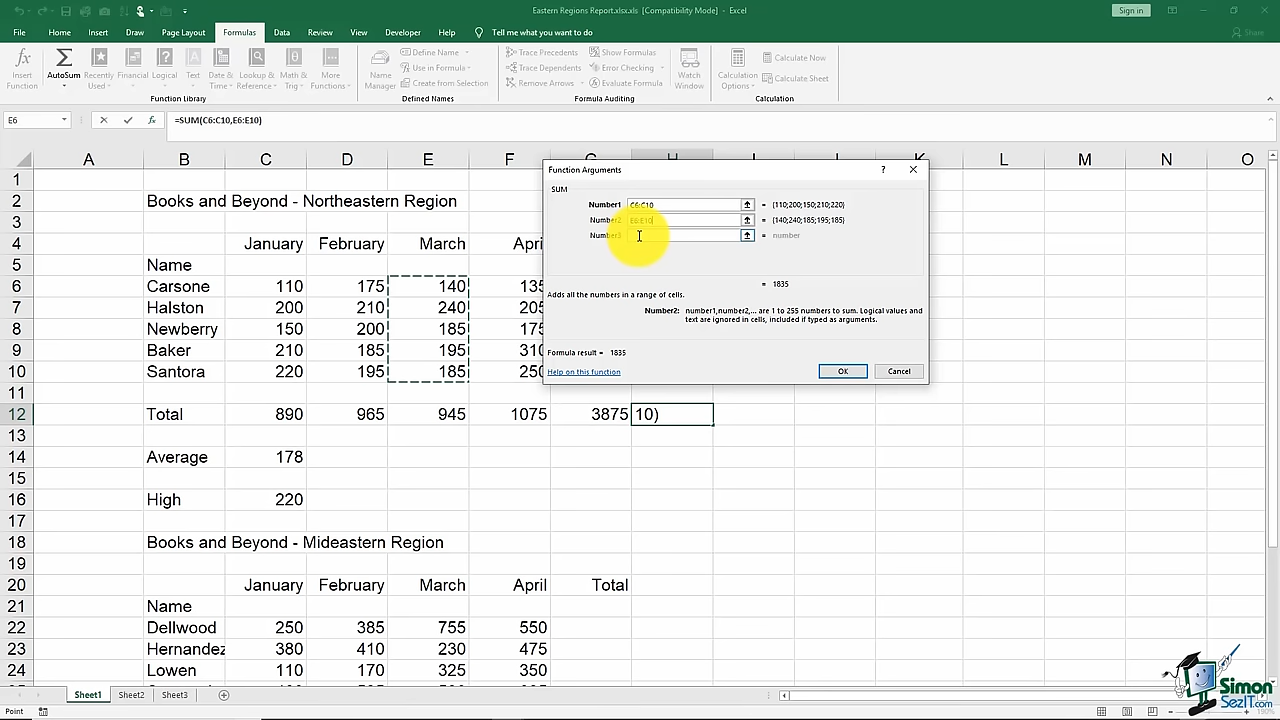 Eastern Regions Report.xlsx.xls [Compatibility Mode] - Excel
Sign in
File Home Insert Draw Page Layout Formulas Data Review View Developer Help Tell me what you want to do Share
Insert Function
AutoSum
Recently Used
Financial
Logical
Text
Date & Time
Lookup & Reference
Math & Trig
More Functions
Function Library
Name Manager
Define Name
Use in Formula
Create from Selection
Defined Names
Trace Precedents
Trace Dependents
Remove Arrows
Show Formulas
Error Checking
Evaluate Formula
Formula Auditing
Watch Window
Calculation Options
Calculate Now
Calculate Sheet
Calculation
E6 fx =SUM(C6:C10,E6:E10)
A B C D E F G H I J K L M N O
1
2 Books and Beyond - Northeastern Region
3
4 January February March April
5 Name
6 Carsone 110 175 140 135
7 Halston 200 210 240 205
8 Newberry 150 200 185 175
9 Baker 210 185 195 310
10 Santora 220 195 185 250
11
12 Total 890 965 945 1075 3875 10)
13
14 Average 178
15
16 High 220
17
18 Books and Beyond - Mideastern Region
19
20 January February March April Total
21 Name
22 Dellwood 250 385 755 550
23 Hernandez 380 410 230 475
24 Lowen 110 170 325 350
Function Arguments ?
SUM
Number1 C6:C10 = {110;200;150;210;220}
Number2 E6:E10 = {140;240;185;195;185}
Number3 = number
= 1835
Adds all the numbers in a range of cells.
Number2: number1,number2,... are 1 to 255 numbers to sum. Logical values and
text are ignored in cells, included if typed as arguments.
Formula result = 1835
Help on this function
OK Cancel
Sheet1 Sheet2 Sheet3
Point
190%
Simon
SezIT.com